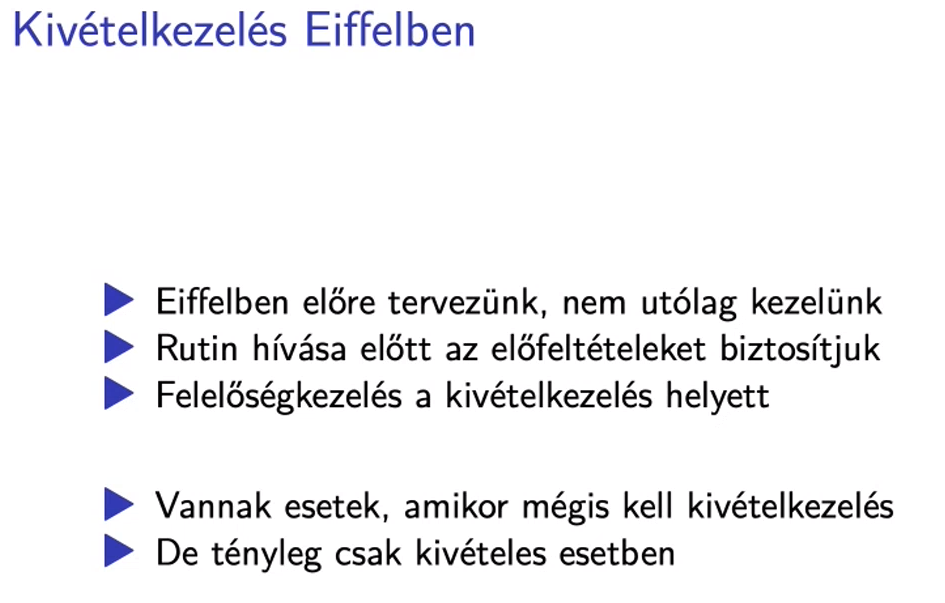 Kivételkezelés Eiffelben
Eiffelben előre tervezünk, nem utólag kezelünk
Rutin hívása előtt az előfeltételeket biztosítjuk
Felelőségkezelés a kivételkezelés helyett
Vannak esetek, amikor mégis kell kivételkezelés
De tényleg csak kivételes esetben